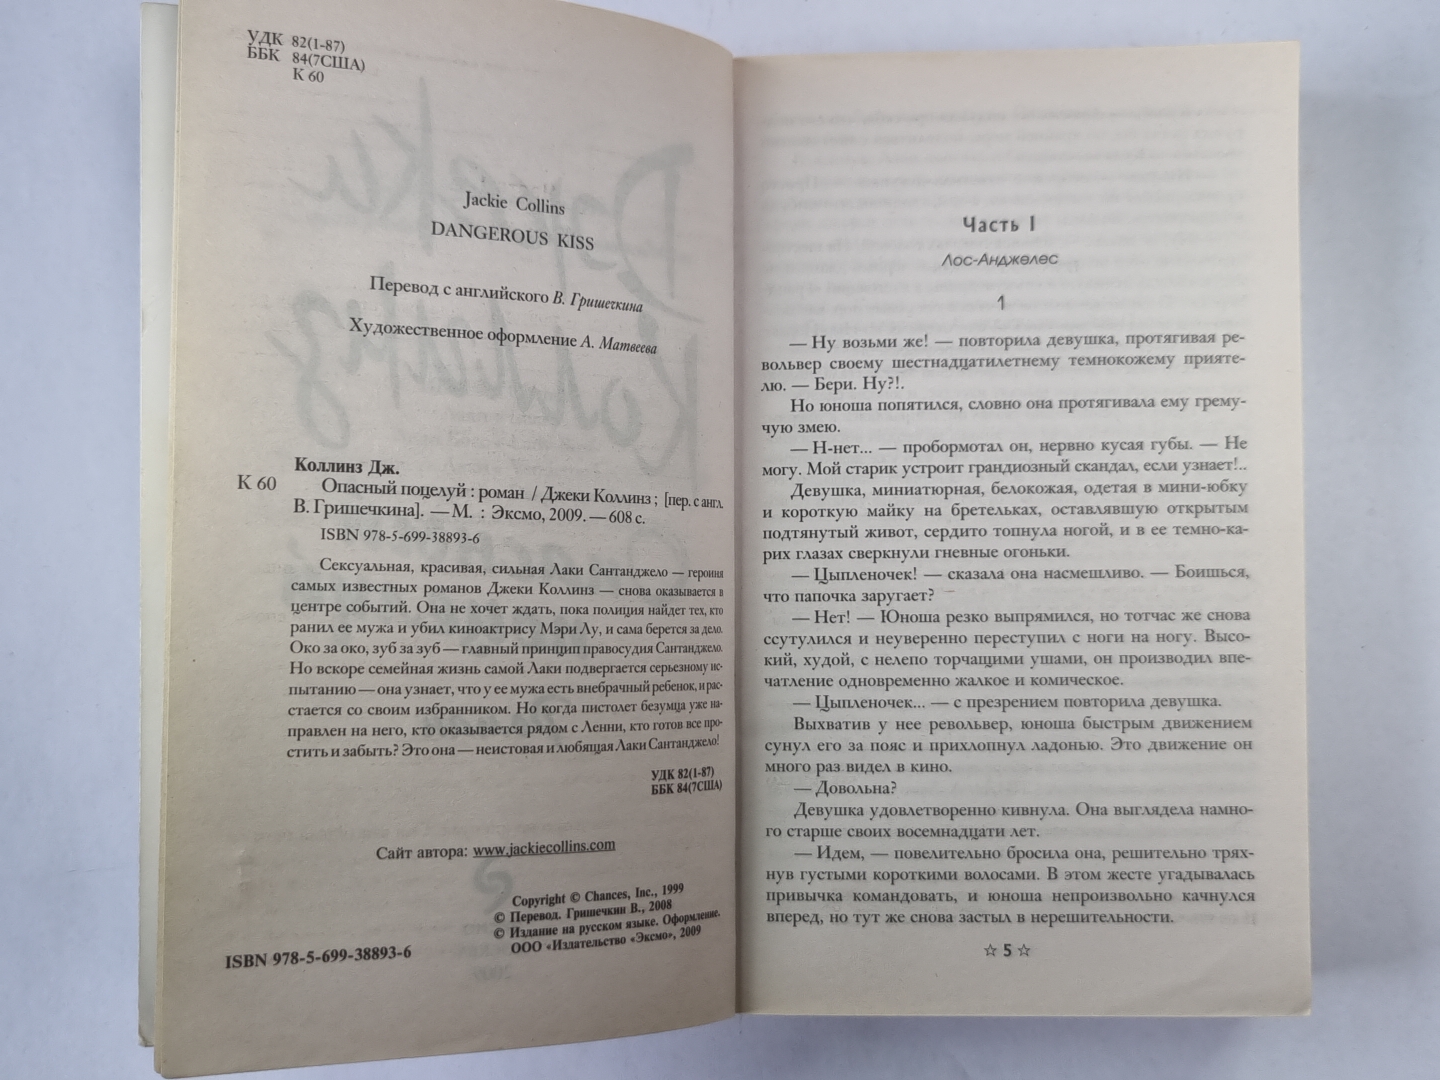 УДК 82(1-87)
ББК 84(7США)
К 60
Jackie Collins
DANGEROUS KISS
Перевод с английского В. Гришечкина
Художественное оформление А. Матвеева
Коллинз Дж.
К 60 Опасный поцелуй : роман / Джеки Коллинз ; [пер. с англ.
В. Гришечкина]. — М. : Эксмо, 2009. — 608 с.
ISBN 978-5-699-38893-6
Сексуальная, красивая, сильная Лаки Сантанджело — героиня
самых известных романов Джеки Коллинз — снова оказывается в
центре событий. Она не хочет ждать, пока полиция найдет тех, кто
ранил ее мужа и убил киноактрису Мэри Лу, и сама берется за дело.
Око за око, зуб за зуб — главный принцип правосудия Сантанджело.
Но вскоре семейная жизнь самой Лаки подвергается серьезному ис-
пытанию — она узнает, что у ее мужа есть внебрачный ребенок, и рас-
стается со своим избранником. Но когда пистолет безумца уже на-
правлен на него, кто оказывается рядом с Ленни, кто готов все про-
стить и забыть? Это она — неистовая и любящая Лаки Сантанджело!
УДК 82(1-87)
ББК 84(7США)
Сайт автора: www.jackiecollins.com
Copyright © Chances, Inc., 1999
© Перевод. Гришечкин В., 2008
© Издание на русском языке. Оформление.
ООО «Издательство «Эксмо», 2009
ISBN 978-5-699-38893-6
Часть I
Лос-Анджелес
1
— Ну возьми же! — повторила девушка, протягивая ре-
вольвер своему шестнадцатилетнему темнокожему прияте-
лю. — Бери. Ну?!.
Но юноша попятился, словно она протягивала ему грему-
чую змею.
— Н-нет... — пробормотал он, нервно кусая губы. — Не
могу. Мой старик устроит грандиозный скандал, если узнает!..
Девушка, миниатюрная, белокожая, одетая в мини-юбку
и короткую майку на бретельках, оставлявшую открытым
подтянутый живот, сердито топнула ногой, и в ее темно-ка-
рих глазах сверкнули гневные огоньки.
— Цыпленочек! — сказала она насмешливо. — Боишься,
что папочка заругает?
— Нет! — Юноша резко выпрямился, но тотчас же снова
ссутулился и неуверенно переступил с ноги на ногу. Высо-
кий, худой, с нелепо торчащими ушами, он производил впе-
чатление одновременно жалкое и комическое.
— Цыпленочек... — с презрением повторила девушка.
Выхватив у нее револьвер, юноша быстрым движением
сунул его за пояс и прихлопнул ладонью. Это движение он
много раз видел в кино.
— Довольна?
Девушка удовлетворенно кивнула. Она выглядела намно-
го старше своих восемнадцати лет.
— Идем, — повелительно бросила она, решительно трях-
нув густыми короткими волосами. В этом жесте угадывалась
привычка командовать, и юноша непроизвольно качнулся
вперед, но тут же снова застыл в нерешительности.
☆ 5 ☆